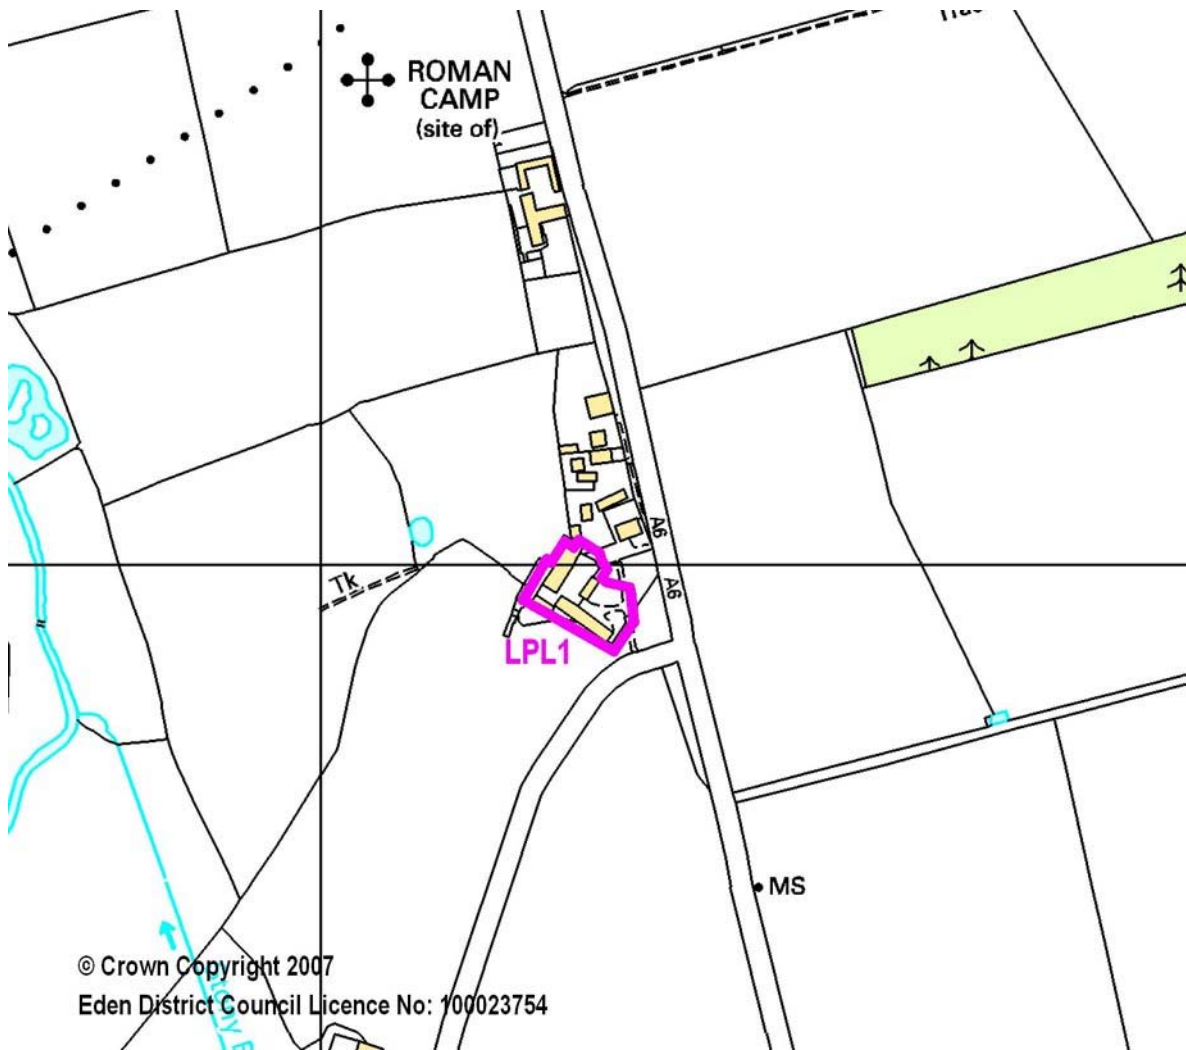 ROMAN
CAMP
(site of)
A6
Tk
A6
LPL1
MS
© Crown Copyright 2007
Eden District Council Licence No: 100023754